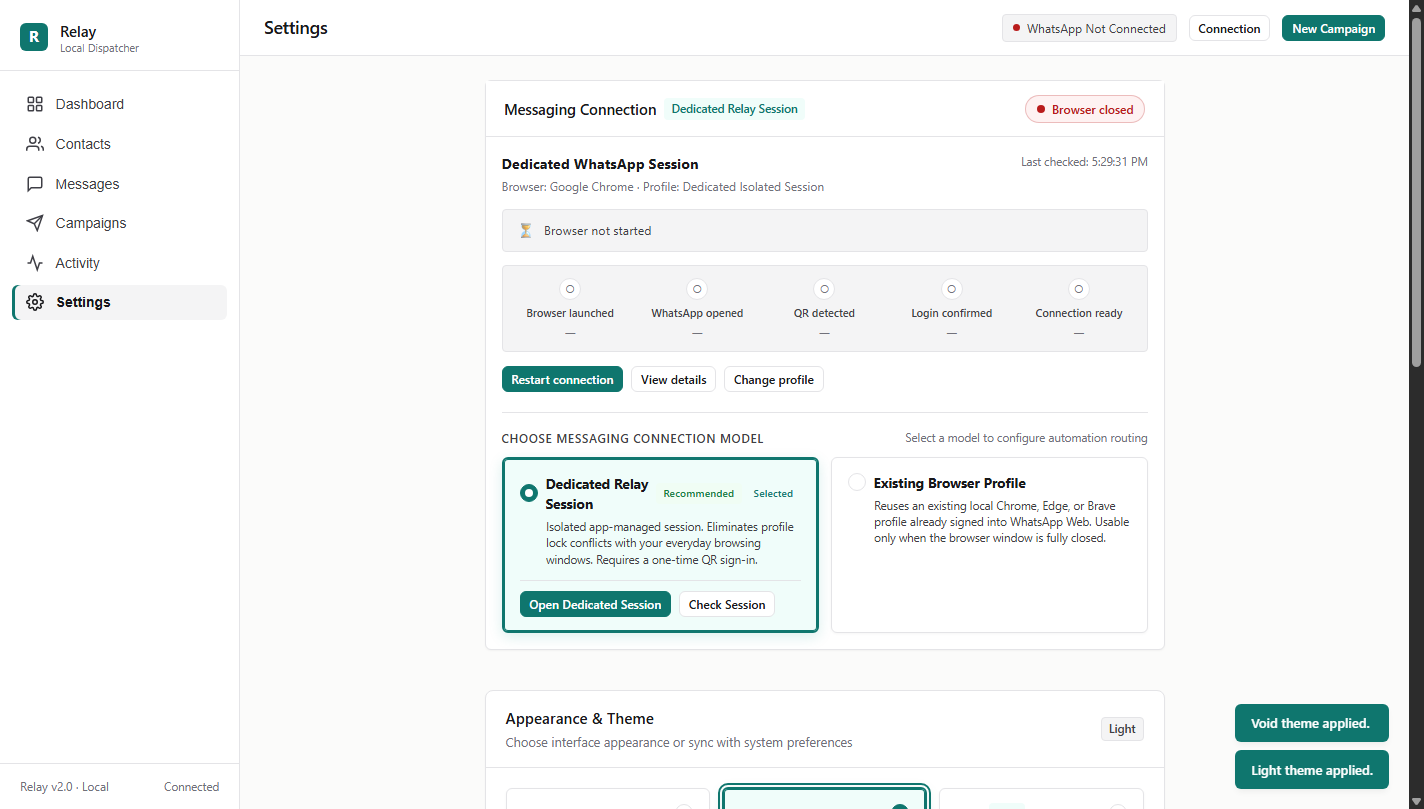 R
Relay
Local Dispatcher
Dashboard
Contacts
Messages
Campaigns
Activity
Settings
Relay v2.0 · Local
Connected
Settings
WhatsApp Not Connected
Connection
New Campaign
Messaging Connection
Dedicated Relay Session
Browser closed
Dedicated WhatsApp Session
Last checked: 5:29:31 PM
Browser: Google Chrome · Profile: Dedicated Isolated Session
⏳ Browser not started
Browser launched
—
WhatsApp opened
—
QR detected
—
Login confirmed
—
Connection ready
—
Restart connection
View details
Change profile
CHOOSE MESSAGING CONNECTION MODEL
Select a model to configure automation routing
Dedicated Relay
Session
Recommended
Selected
Isolated app-managed session. Eliminates profile
lock conflicts with your everyday browsing
windows. Requires a one-time QR sign-in.
Open Dedicated Session
Check Session
Existing Browser Profile
Reuses an existing local Chrome, Edge, or Brave
profile already signed into WhatsApp Web. Usable
only when the browser window is fully closed.
Appearance & Theme
Choose interface appearance or sync with system preferences
Light
Void theme applied.
Light theme applied.